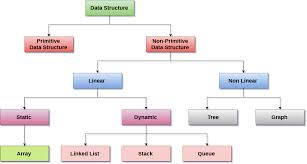 Data Structure
Primitive
Data Structure
Non-Primitive
Data Structure
Linear
Non Linear
Static
Dynamic
Tree
Graph
Array
Linked List
Stack
Queue